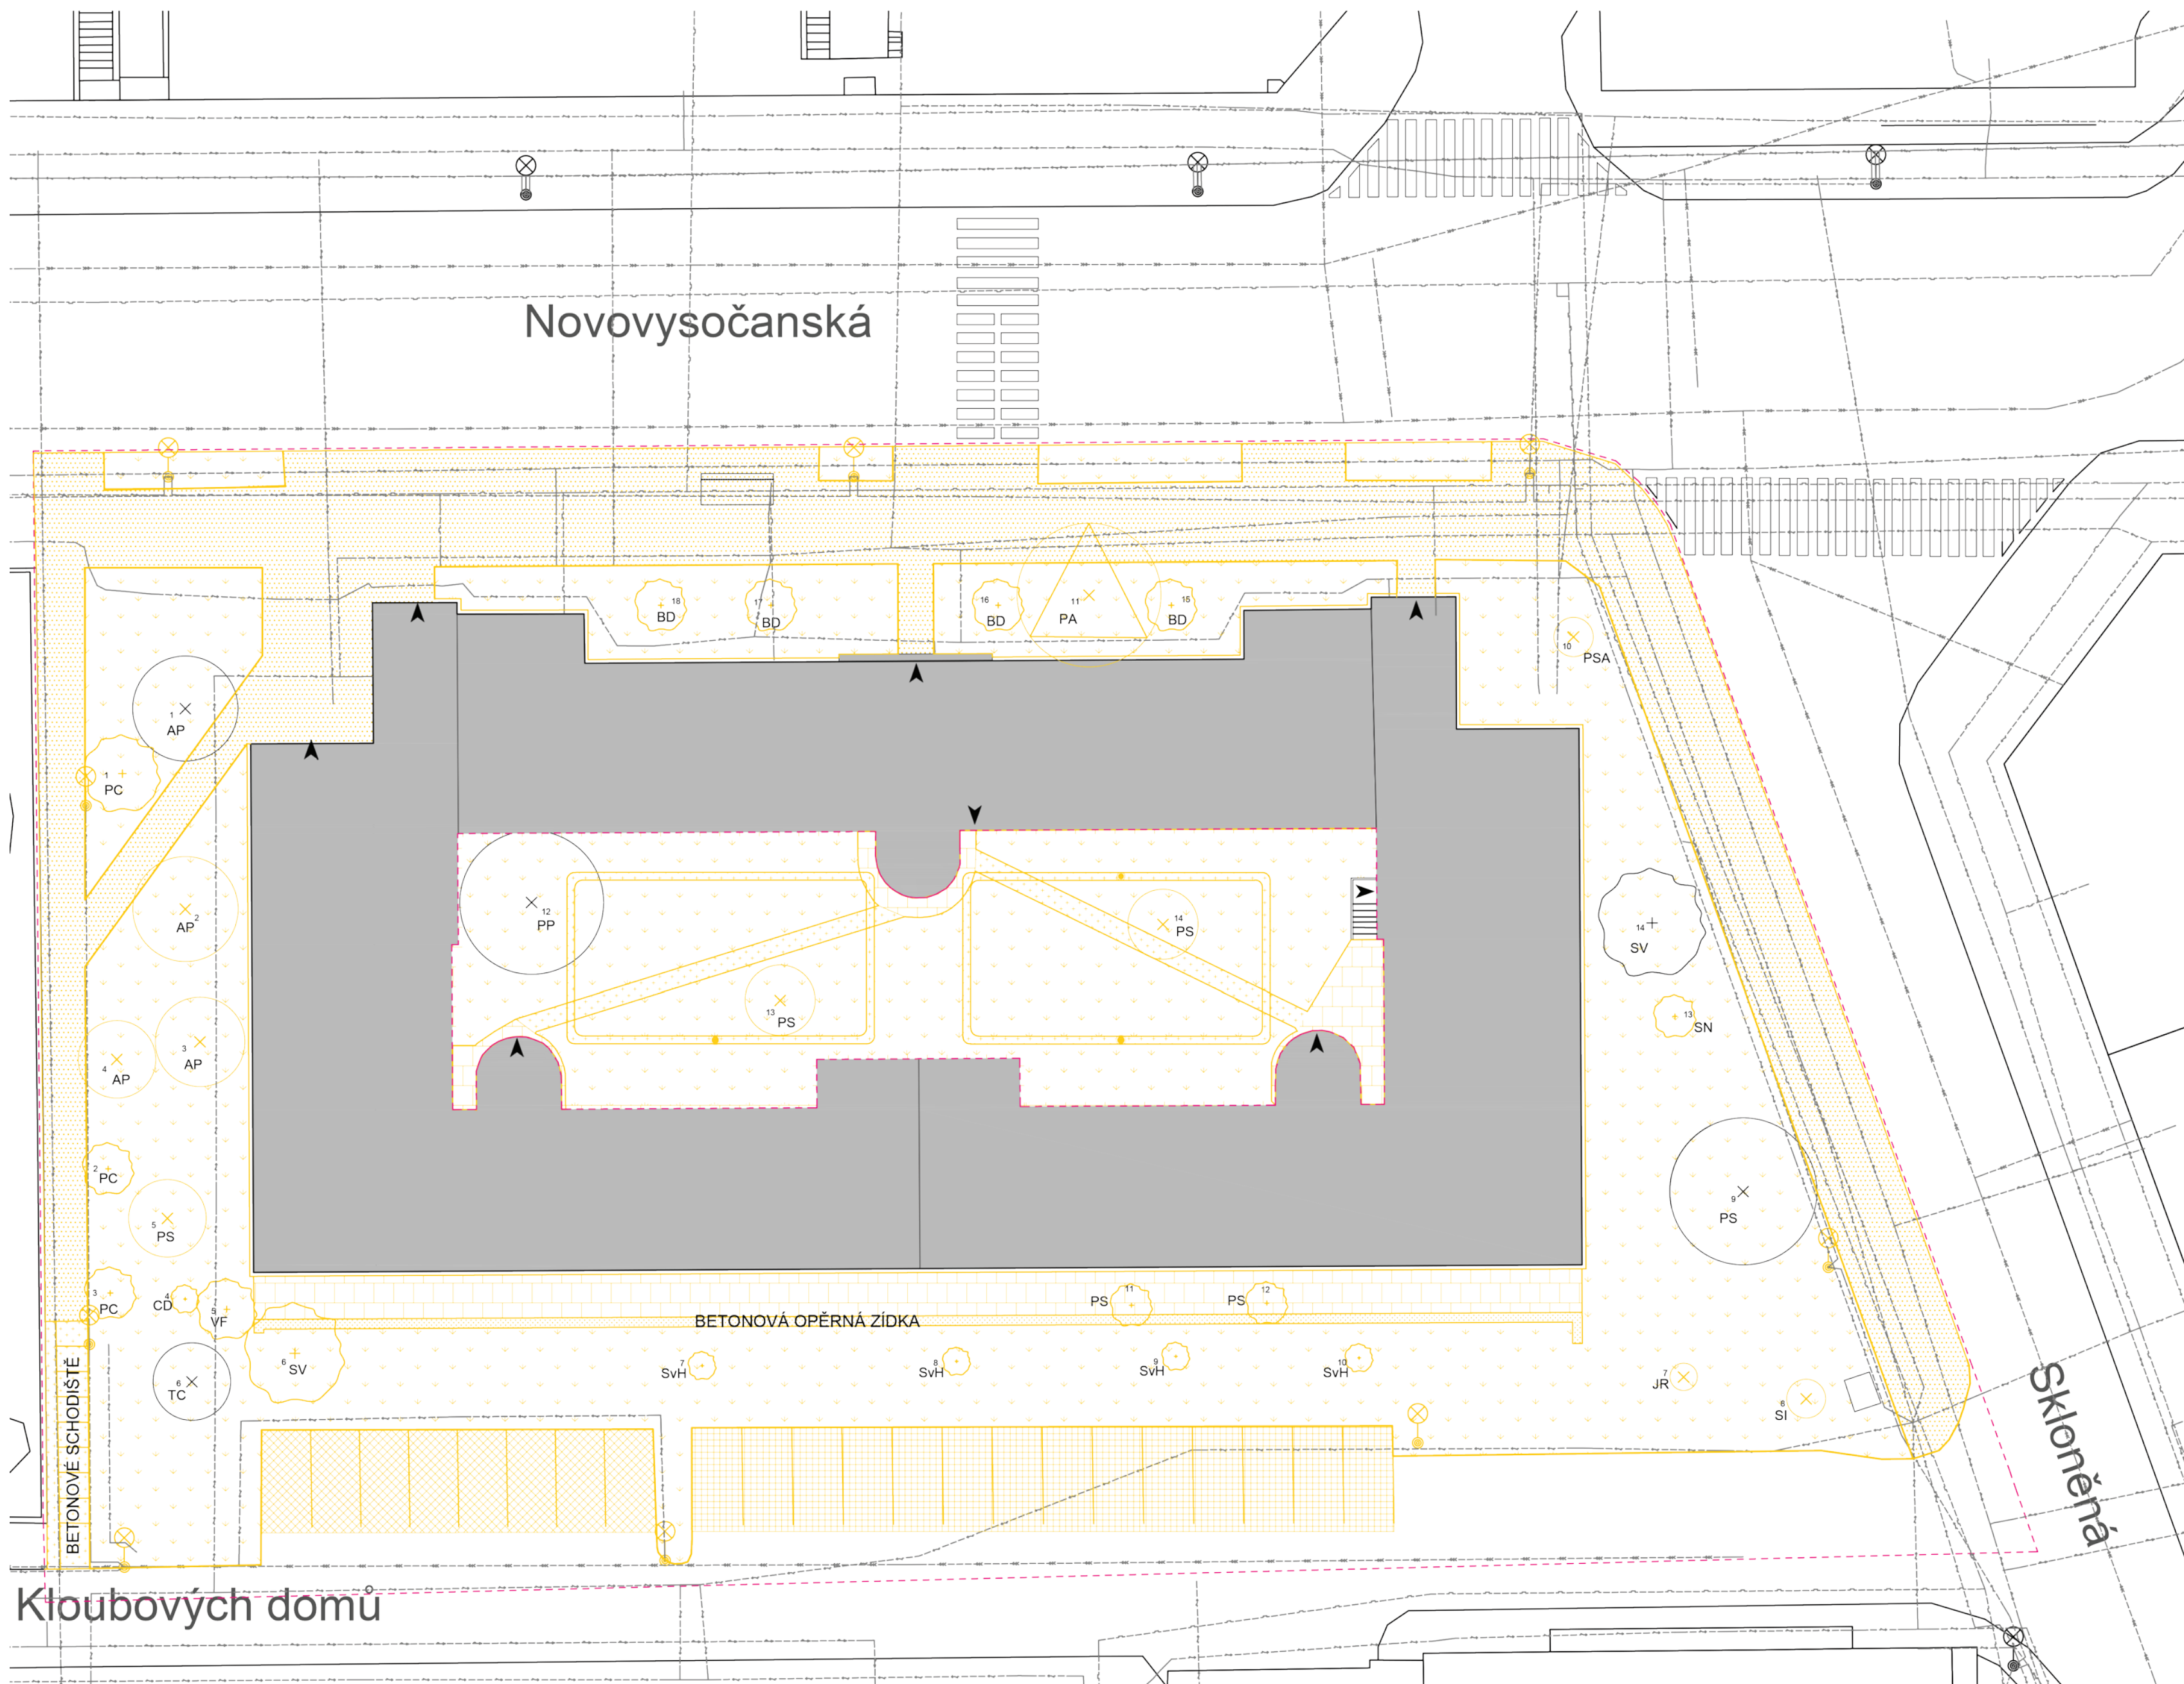 Novovysočanská
18
BD
17
BD
16
BD
11
PA
15
BD
10
PSA
1
AP
1
PC
2
AP
12
PP
14
PS
14
SV
13
PS
13
SN
3
AP
4
AP
2
PC
5
PS
9
PS
3
PC
4
CD
5
VF
11
PS
12
PS
BETONOVÁ OPĚRNÁ ZÍDKA
6
SV
7
SvH
8
SvH
9
SvH
10
SvH
6
TC
7
JR
8
SI
BETONOVÉ SCHODIŠTĚ
Skloněná
Kloubových domů